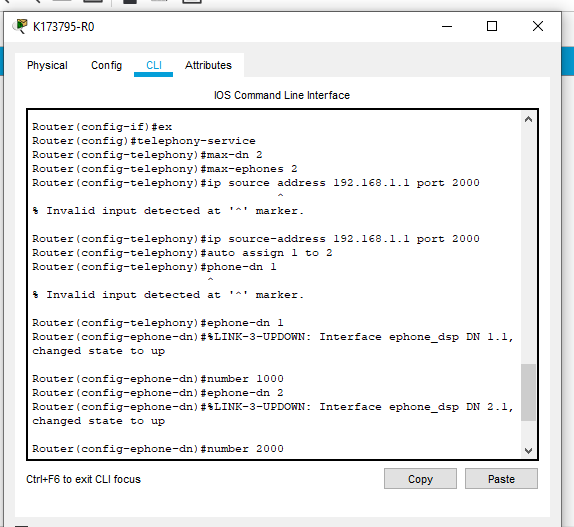 K173795-R0
Physical Config CLI Attributes
IOS Command Line Interface
Router(config-if)#ex
Router(config)#telephony-service
Router(config-telephony)#max-dn 2
Router(config-telephony)#max-ephones 2
Router(config-telephony)#ip source address 192.168.1.1 port 2000
^
% Invalid input detected at '^' marker.
Router(config-telephony)#ip source-address 192.168.1.1 port 2000
Router(config-telephony)#auto assign 1 to 2
Router(config-telephony)#phone-dn 1
^
% Invalid input detected at '^' marker.
Router(config-telephony)#ephone-dn 1
Router(config-ephone-dn)#%LINK-3-UPDOWN: Interface ephone_dsp DN 1.1,
changed state to up
Router(config-ephone-dn)#number 1000
Router(config-ephone-dn)#ephone-dn 2
Router(config-ephone-dn)#%LINK-3-UPDOWN: Interface ephone_dsp DN 2.1,
changed state to up
Router(config-ephone-dn)#number 2000
Ctrl+F6 to exit CLI focus
Copy Paste